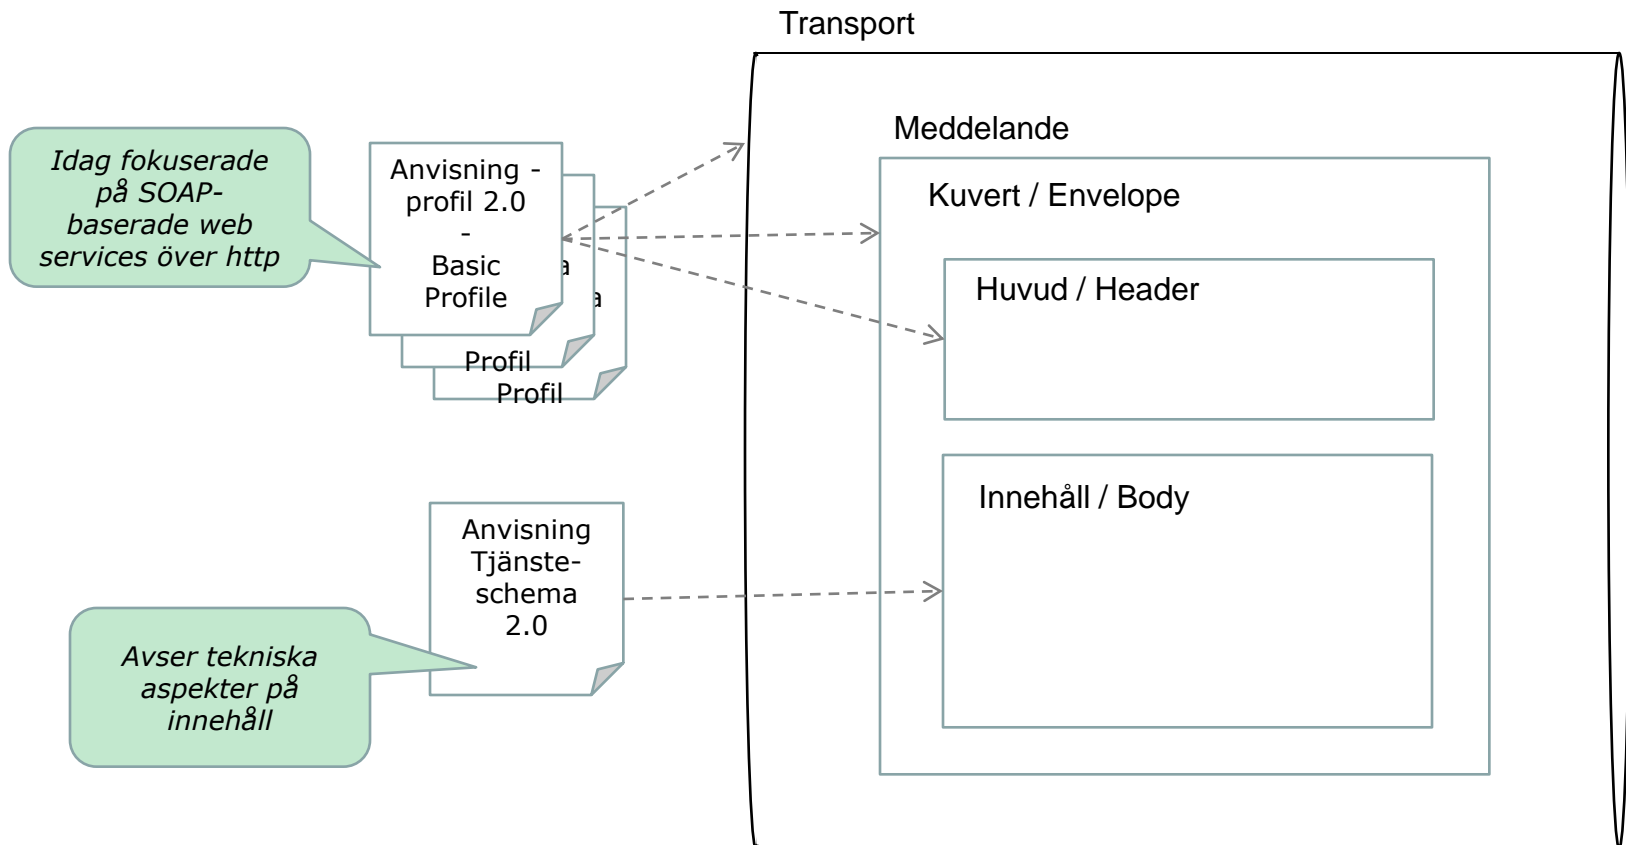 Transport
Meddelande
Kuvert / Envelope
Huvud / Header
Innehåll / Body
Idag fokuserade
på SOAP-
baserade web
services över http
Anvisning -
profil 2.0
-
Basic
Profile
a
a
Profil
Profil
Anvisning
Tjänste-
schema
2.0
Avser tekniska
aspekter på
innehåll